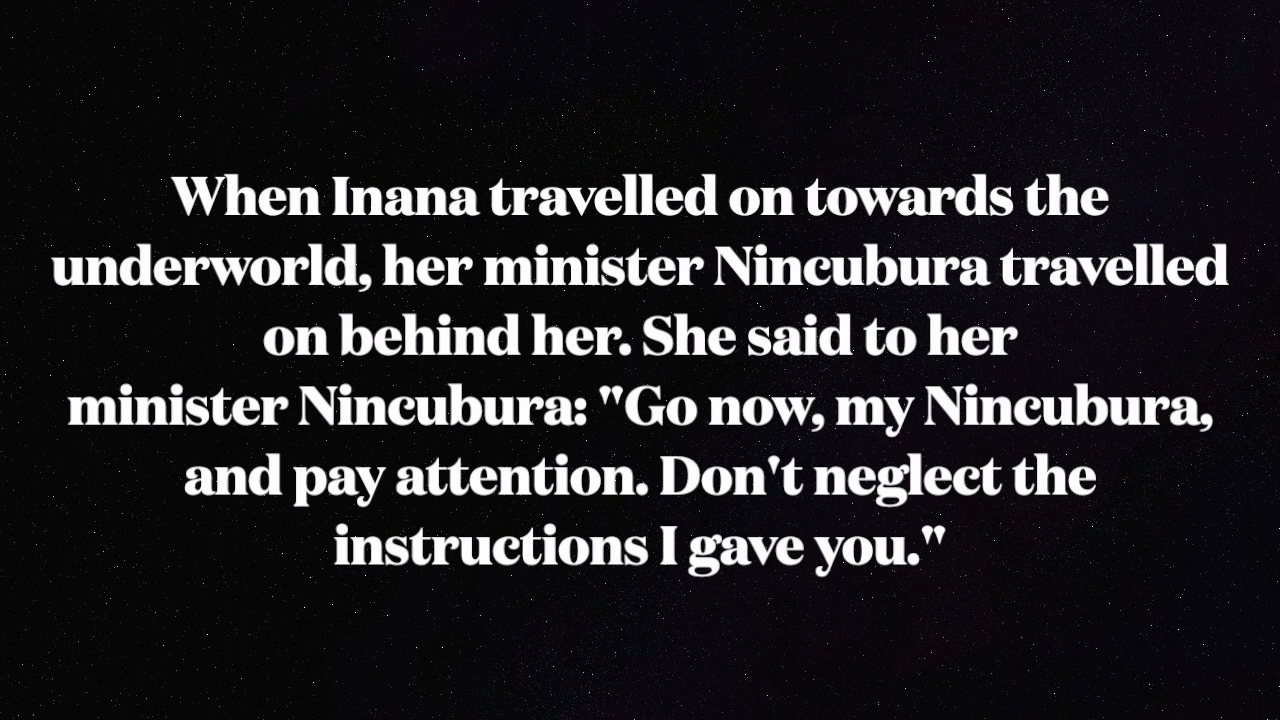 When Inana travelled on towards the
underworld, her minister Nincubura travelled
on behind her. She said to her
minister Nincubura: "Go now, my Nincubura,
and pay attention. Don't neglect the
instructions I gave you."